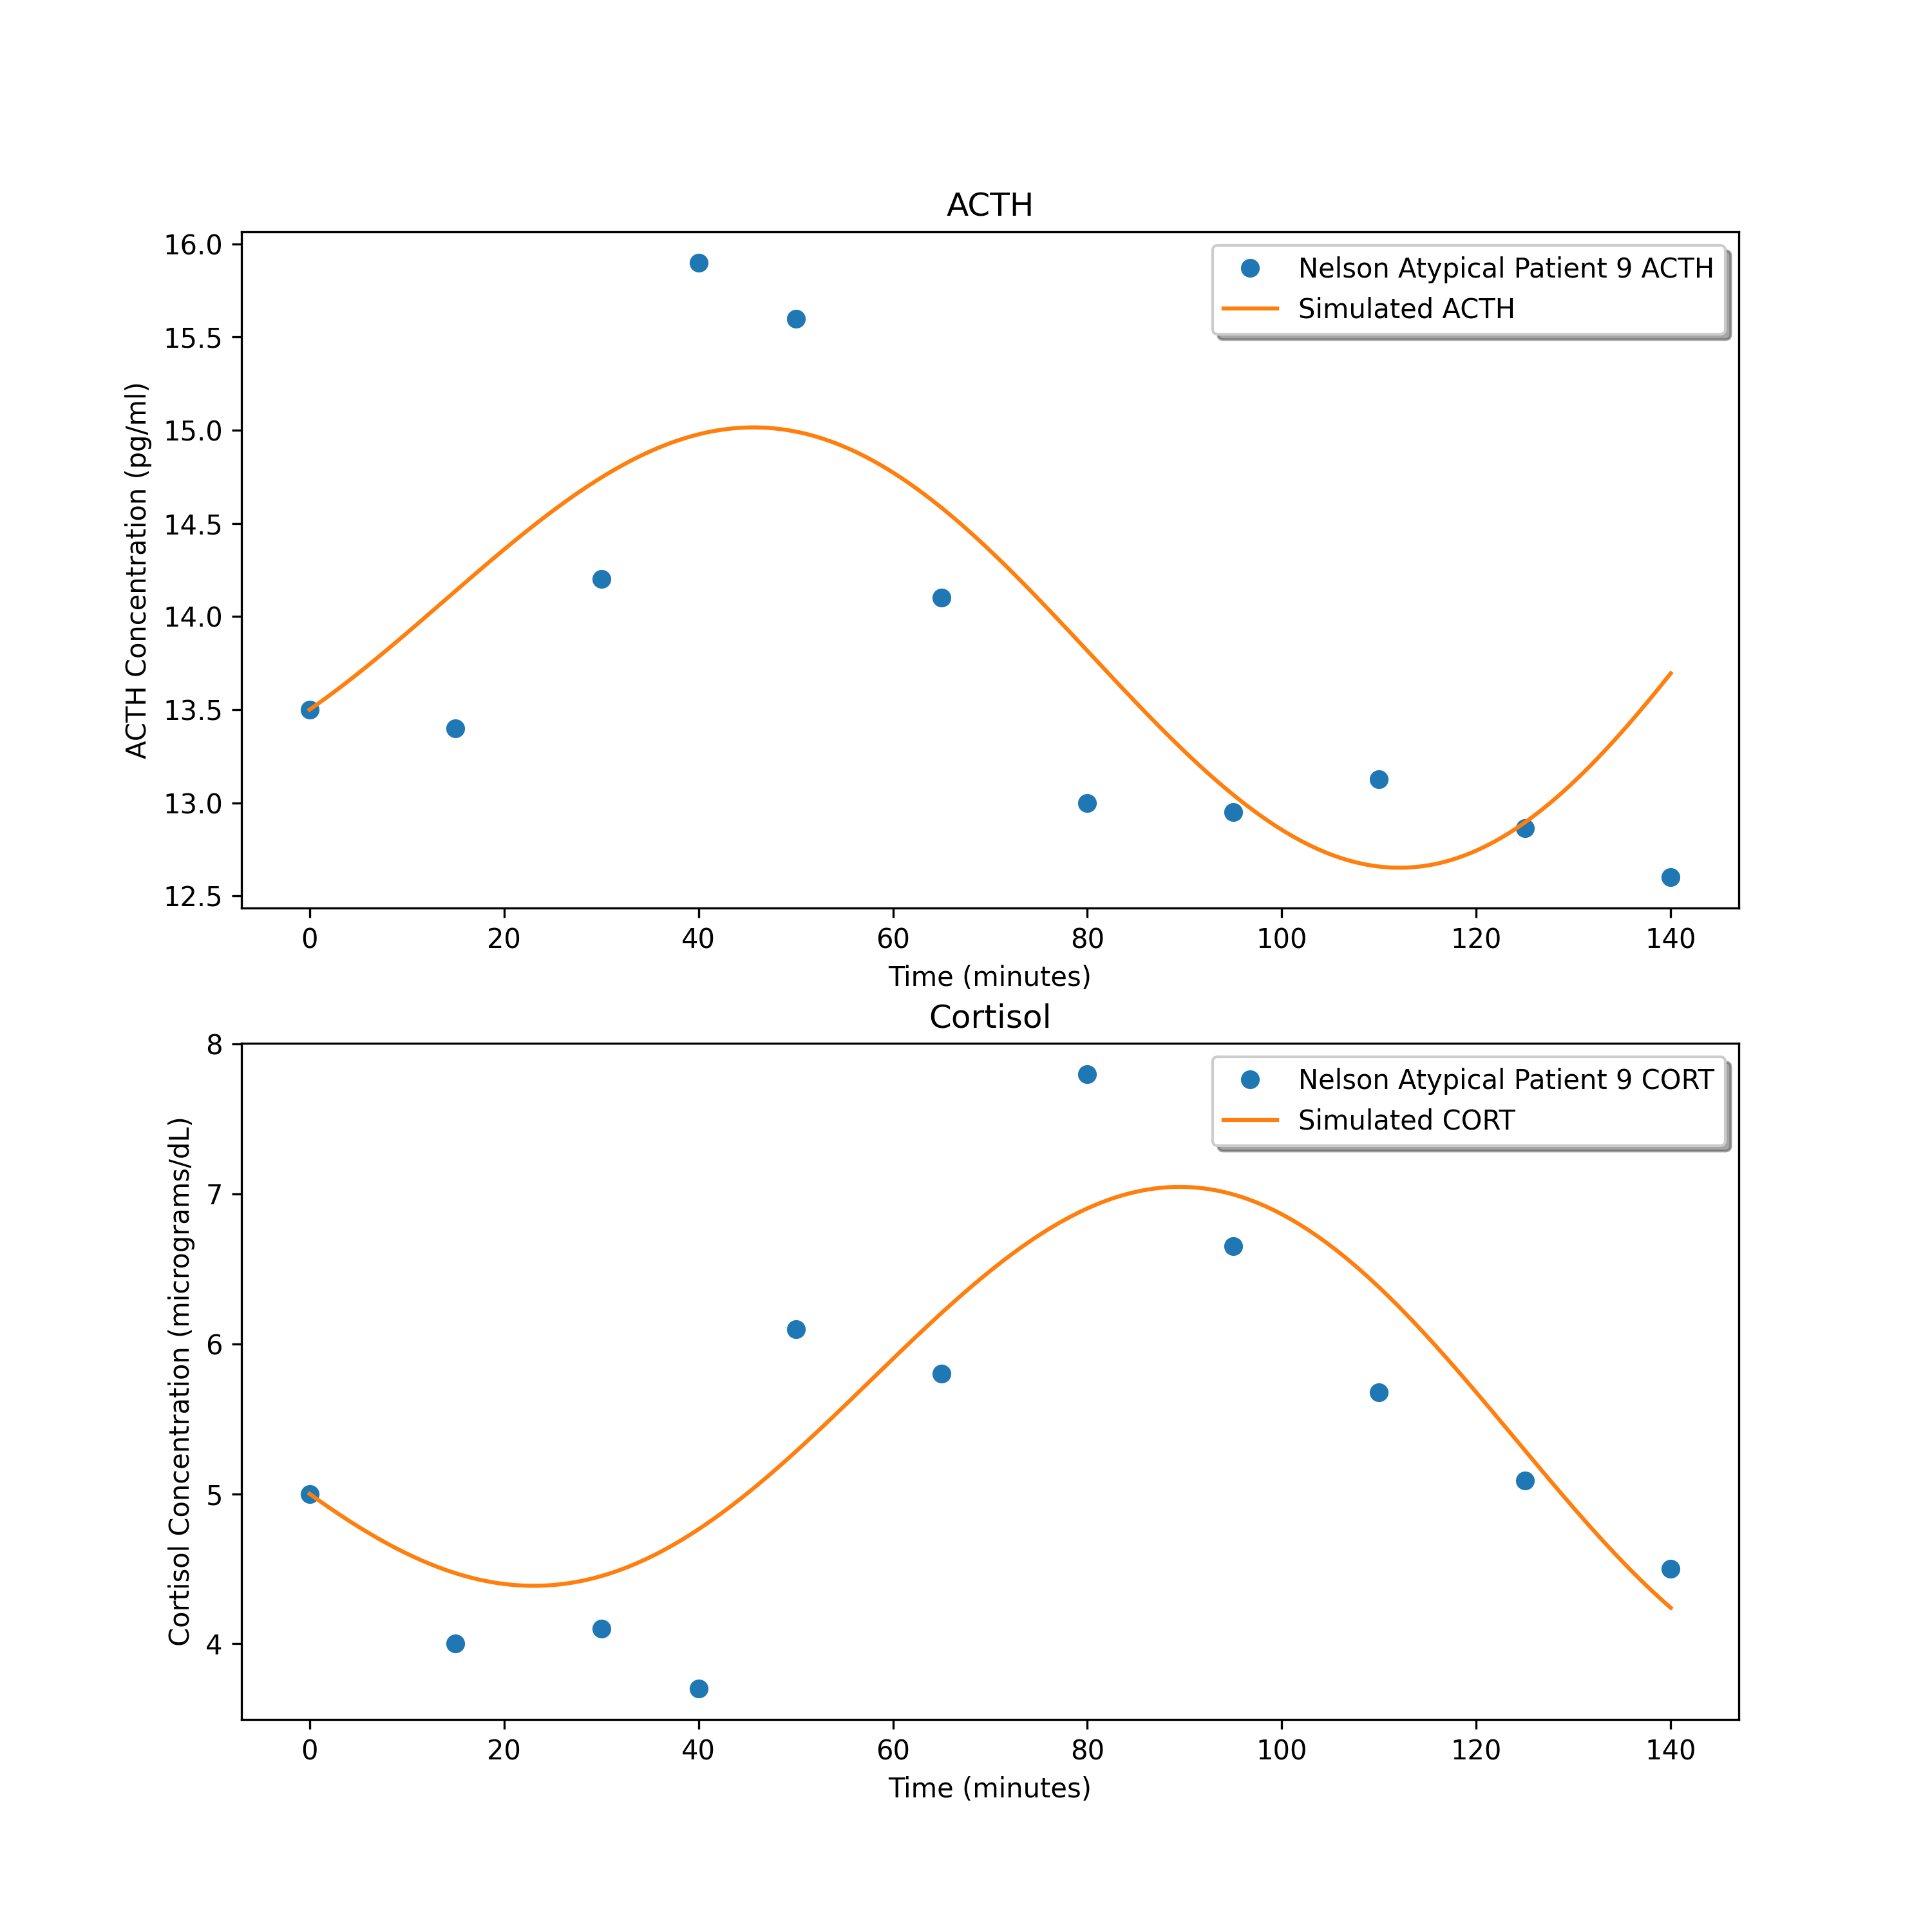 ACTH
16.0
15.5
15.0
14.5
14.0
13.5
13.0
12.5
ACTH Concentration (pg/ml)
Nelson Atypical Patient 9 ACTH
Simulated ACTH
0 20 40 60 80 100 120 140
Time (minutes)
Cortisol
8
7
6
5
4
Cortisol Concentration (micrograms/dL)
Nelson Atypical Patient 9 CORT
Simulated CORT
0 20 40 60 80 100 120 140
Time (minutes)